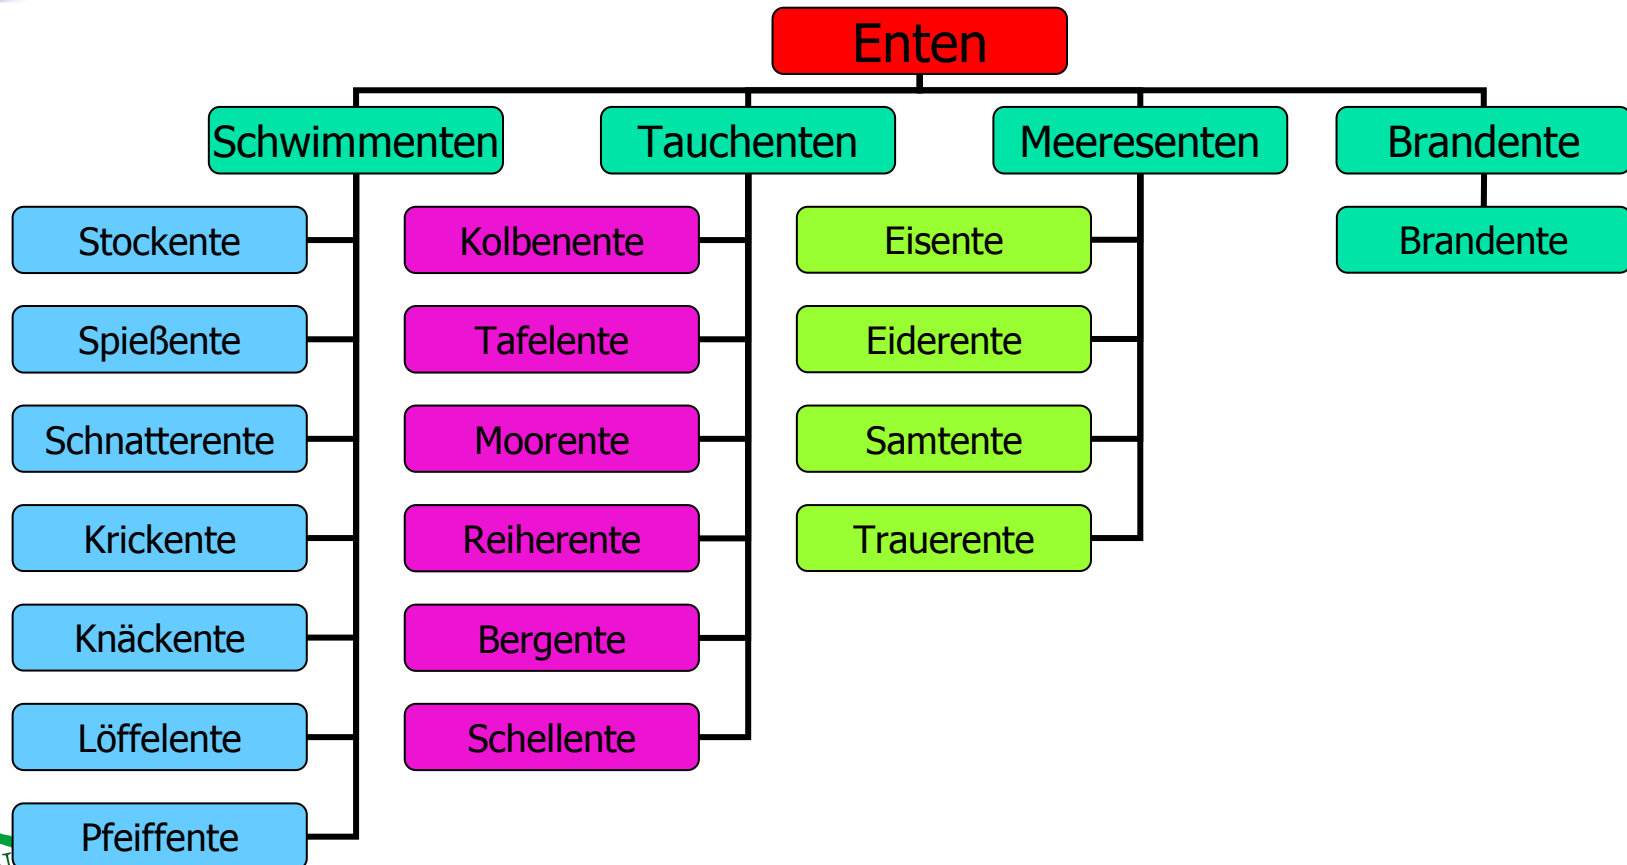 Enten
Schwimmenten
Tauchenten
Meeresenten
Brandente
Stockente
Kolbenente
Eisente
Brandente
Spießente
Tafelente
Eiderente
Schnatterente
Moorente
Samtente
Krickente
Reiherente
Trauerente
Knäckente
Bergente
Löffelente
Schellente
Pfeiffente